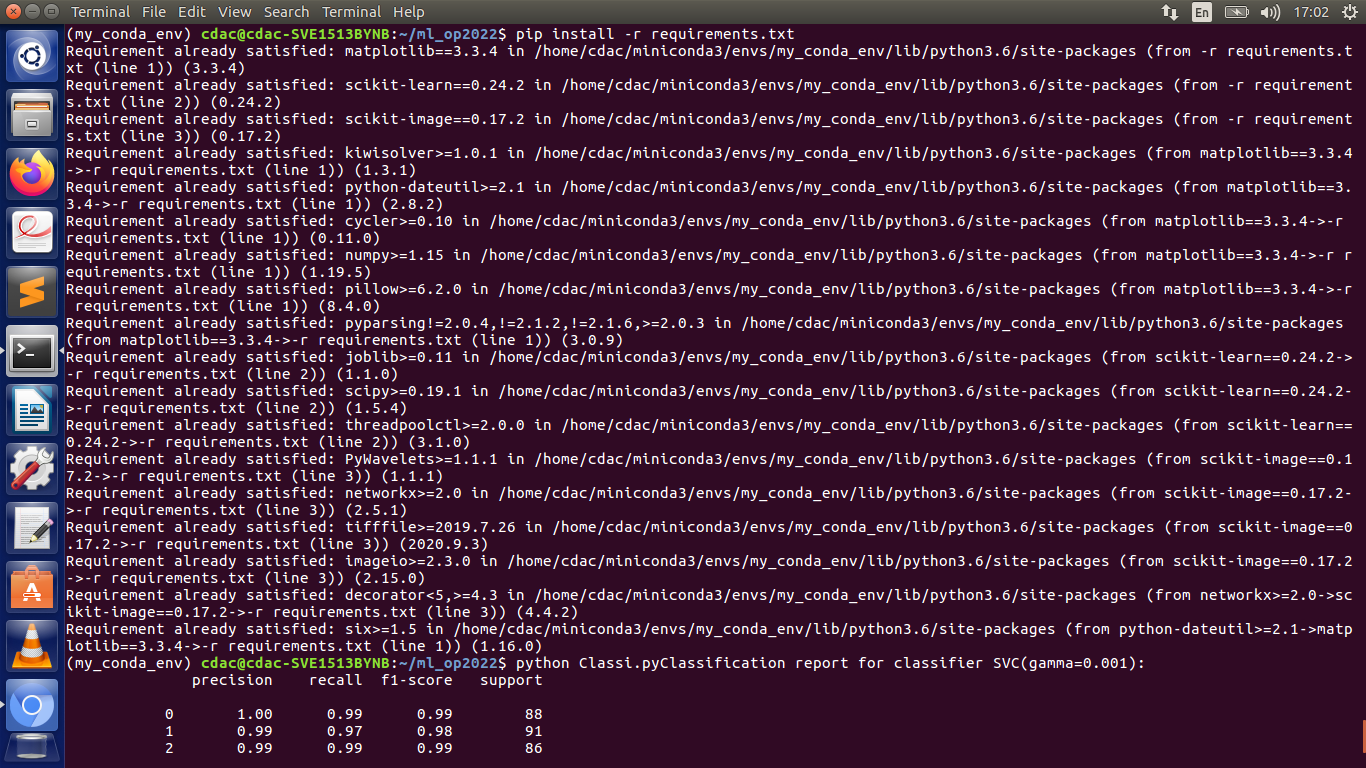 Terminal File Edit View Search Terminal Help En 17:02
(my_conda_env) cdac@cdac-SVE1513BYNB:~/ml_op2022$ pip install -r requirements.txt
Requirement already satisfied: matplotlib==3.3.4 in /home/cdac/miniconda3/envs/my_conda_env/lib/python3.6/site-packages (from -r requirements.t
xt (line 1)) (3.3.4)
Requirement already satisfied: scikit-learn==0.24.2 in /home/cdac/miniconda3/envs/my_conda_env/lib/python3.6/site-packages (from -r requirement
s.txt (line 2)) (0.24.2)
Requirement already satisfied: scikit-image==0.17.2 in /home/cdac/miniconda3/envs/my_conda_env/lib/python3.6/site-packages (from -r requirement
s.txt (line 3)) (0.17.2)
Requirement already satisfied: kiwisolver>=1.0.1 in /home/cdac/miniconda3/envs/my_conda_env/lib/python3.6/site-packages (from matplotlib==3.3.4
->-r requirements.txt (line 1)) (1.3.1)
Requirement already satisfied: python-dateutil>=2.1 in /home/cdac/miniconda3/envs/my_conda_env/lib/python3.6/site-packages (from matplotlib==3.
3.4->-r requirements.txt (line 1)) (2.8.2)
Requirement already satisfied: cycler>=0.10 in /home/cdac/miniconda3/envs/my_conda_env/lib/python3.6/site-packages (from matplotlib==3.3.4->-r
requirements.txt (line 1)) (0.11.0)
Requirement already satisfied: numpy>=1.15 in /home/cdac/miniconda3/envs/my_conda_env/lib/python3.6/site-packages (from matplotlib==3.3.4->-r r
equirements.txt (line 1)) (1.19.5)
Requirement already satisfied: pillow>=6.2.0 in /home/cdac/miniconda3/envs/my_conda_env/lib/python3.6/site-packages (from matplotlib==3.3.4->-r
 requirements.txt (line 1)) (8.4.0)
Requirement already satisfied: pyparsing!=2.0.4,!=2.1.2,!=2.1.6,>=2.0.3 in /home/cdac/miniconda3/envs/my_conda_env/lib/python3.6/site-packages
(from matplotlib==3.3.4->-r requirements.txt (line 1)) (3.0.9)
Requirement already satisfied: joblib>=0.11 in /home/cdac/miniconda3/envs/my_conda_env/lib/python3.6/site-packages (from scikit-learn==0.24.2->
-r requirements.txt (line 2)) (1.1.0)
Requirement already satisfied: scipy>=0.19.1 in /home/cdac/miniconda3/envs/my_conda_env/lib/python3.6/site-packages (from scikit-learn==0.24.2-
>-r requirements.txt (line 2)) (1.5.4)
Requirement already satisfied: threadpoolctl>=2.0.0 in /home/cdac/miniconda3/envs/my_conda_env/lib/python3.6/site-packages (from scikit-learn==
0.24.2->-r requirements.txt (line 2)) (3.1.0)
Requirement already satisfied: PyWavelets>=1.1.1 in /home/cdac/miniconda3/envs/my_conda_env/lib/python3.6/site-packages (from scikit-image==0.1
7.2->-r requirements.txt (line 3)) (1.1.1)
Requirement already satisfied: networkx>=2.0 in /home/cdac/miniconda3/envs/my_conda_env/lib/python3.6/site-packages (from scikit-image==0.17.2-
>-r requirements.txt (line 3)) (2.5.1)
Requirement already satisfied: tifffile>=2019.7.26 in /home/cdac/miniconda3/envs/my_conda_env/lib/python3.6/site-packages (from scikit-image==0
.17.2->-r requirements.txt (line 3)) (2020.9.3)
Requirement already satisfied: imageio>=2.3.0 in /home/cdac/miniconda3/envs/my_conda_env/lib/python3.6/site-packages (from scikit-image==0.17.2
->-r requirements.txt (line 3)) (2.15.0)
Requirement already satisfied: decorator<5,>=4.3 in /home/cdac/miniconda3/envs/my_conda_env/lib/python3.6/site-packages (from networkx>=2.0->sc
ikit-image==0.17.2->-r requirements.txt (line 3)) (4.4.2)
Requirement already satisfied: six>=1.5 in /home/cdac/miniconda3/envs/my_conda_env/lib/python3.6/site-packages (from python-dateutil>=2.1->matp
lotlib==3.3.4->-r requirements.txt (line 1)) (1.16.0)
(my_conda_env) cdac@cdac-SVE1513BYNB:~/ml_op2022$ python Classi.pyClassification report for classifier SVC(gamma=0.001):
              precision    recall  f1-score   support

           0       1.00      0.99      0.99        88
           1       0.99      0.97      0.98        91
           2       0.99      0.99      0.99        86